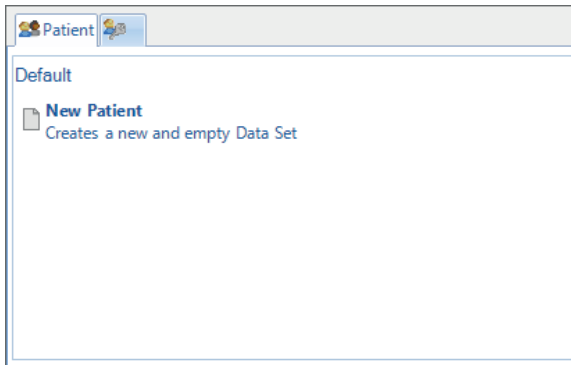 Patient
Default
New Patient
Creates a new and empty Data Set